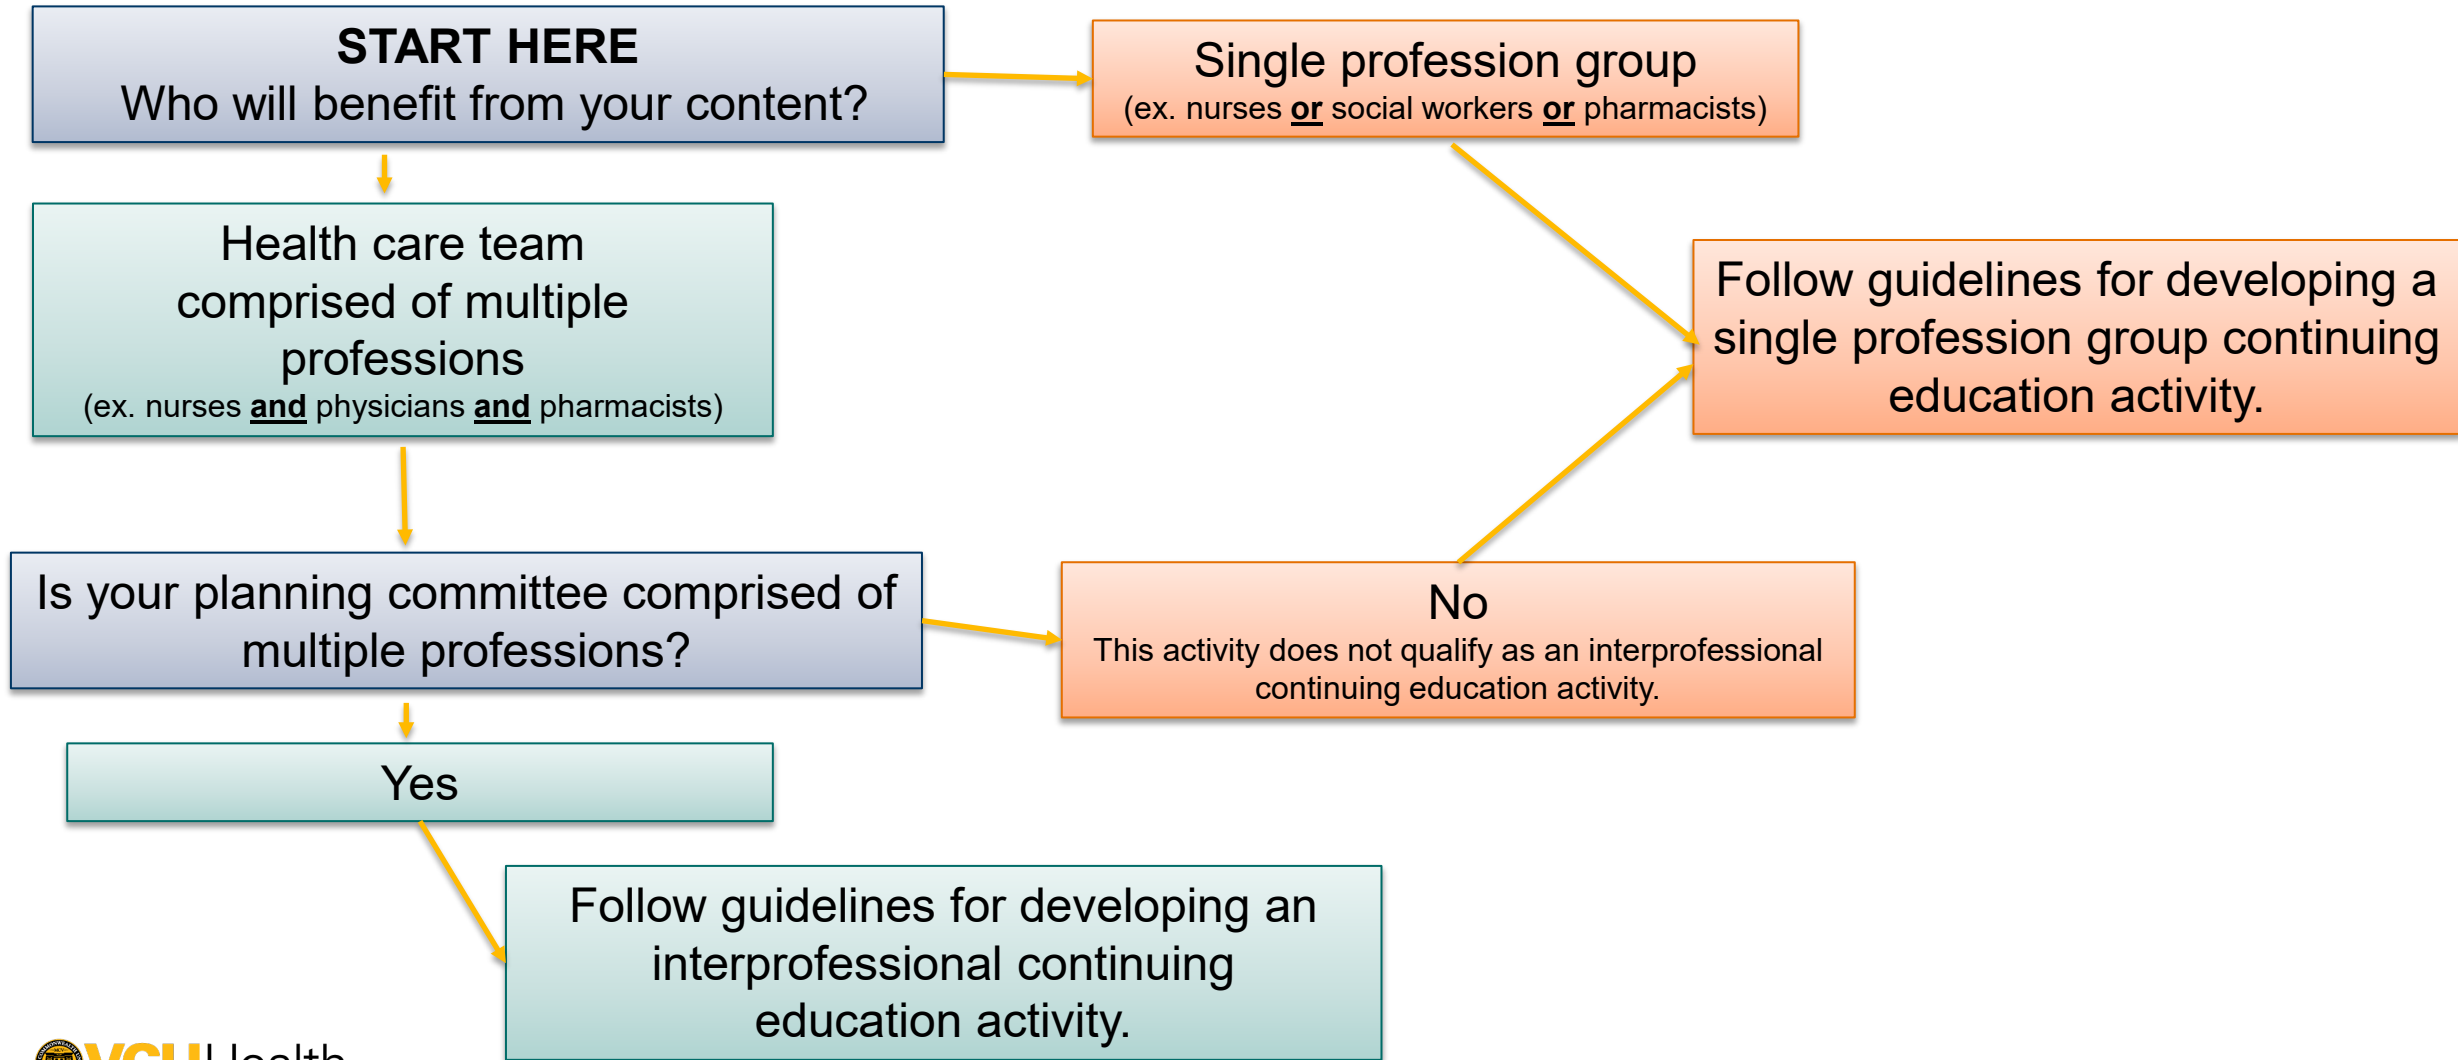 START HERE
Who will benefit from your content?
Single profession group
(ex. nurses or social workers or pharmacists)
Health care team
comprised of multiple
professions
(ex. nurses and physicians and pharmacists)
Follow guidelines for developing a
single profession group continuing
education activity.
Is your planning committee comprised of
multiple professions?
No
This activity does not qualify as an interprofessional
continuing education activity.
Yes
Follow guidelines for developing an
interprofessional continuing
education activity.
VCU Health